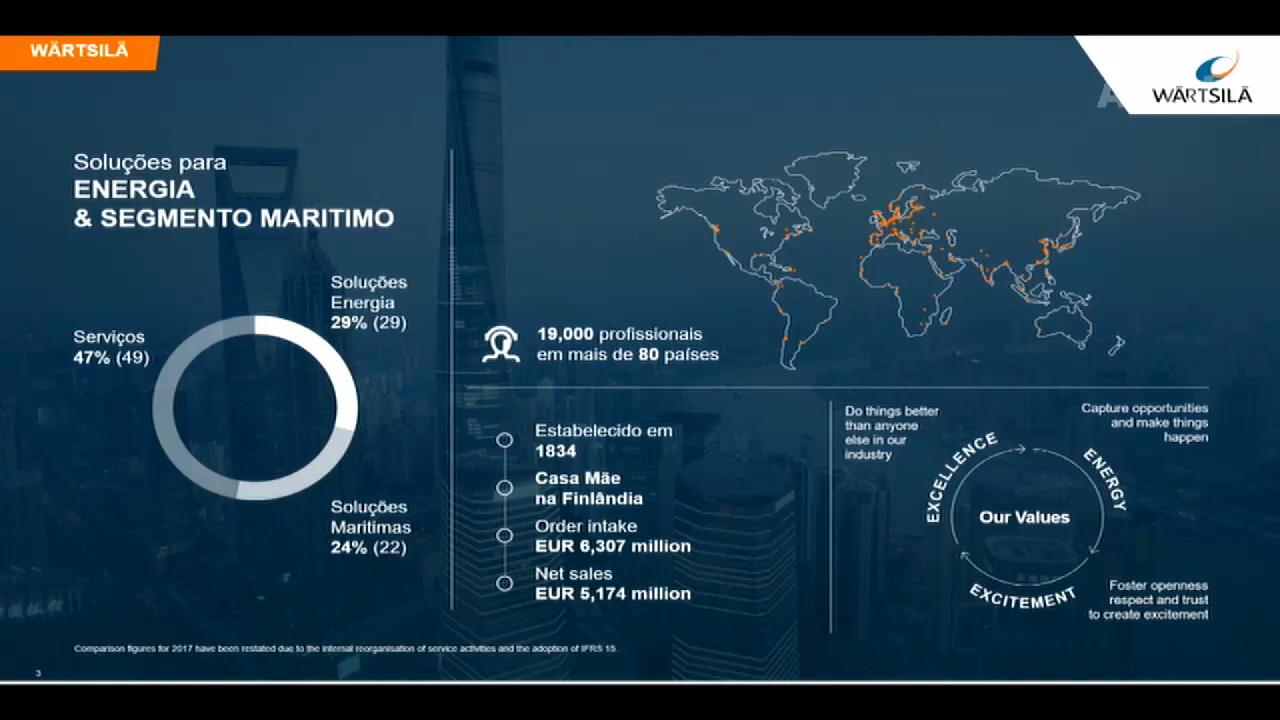 WÄRTSILÄ
WÄRTSILÄ
Soluções para
ENERGIA
& SEGMENTO MARITIMO
Soluções
Energia
29% (29)
Serviços
47% (49)
Soluções
Maritimas
24% (22)
19,000 profissionais
em mais de 80 países
Estabelecido em
1834
Casa Mãe
na Finlândia
Order intake
EUR 6,307 million
Net sales
EUR 5,174 million
Do things better
than anyone
else in our
industry
Capture opportunities
and make things
happen
EXCELLENCE
ENERGY
Our Values
EXCITEMENT
Foster openness
respect and trust
to create excitement
Comparison figures for 2017 have been restated due to the internal reorganisation of service activities and the adoption of IFRS 15.
3